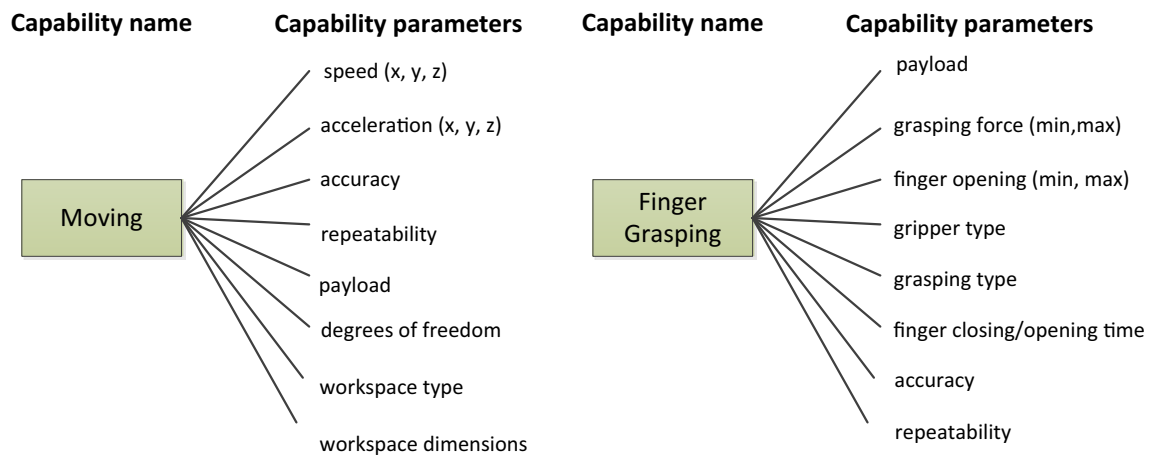 Capability name
Capability parameters
Moving
speed (x, y, z)
acceleration (x, y, z)
accuracy
repeatability
payload
degrees of freedom
workspace type
workspace dimensions
Capability name
Capability parameters
Finger
Grasping
payload
grasping force (min,max)
finger opening (min, max)
gripper type
grasping type
finger closing/opening time
accuracy
repeatability